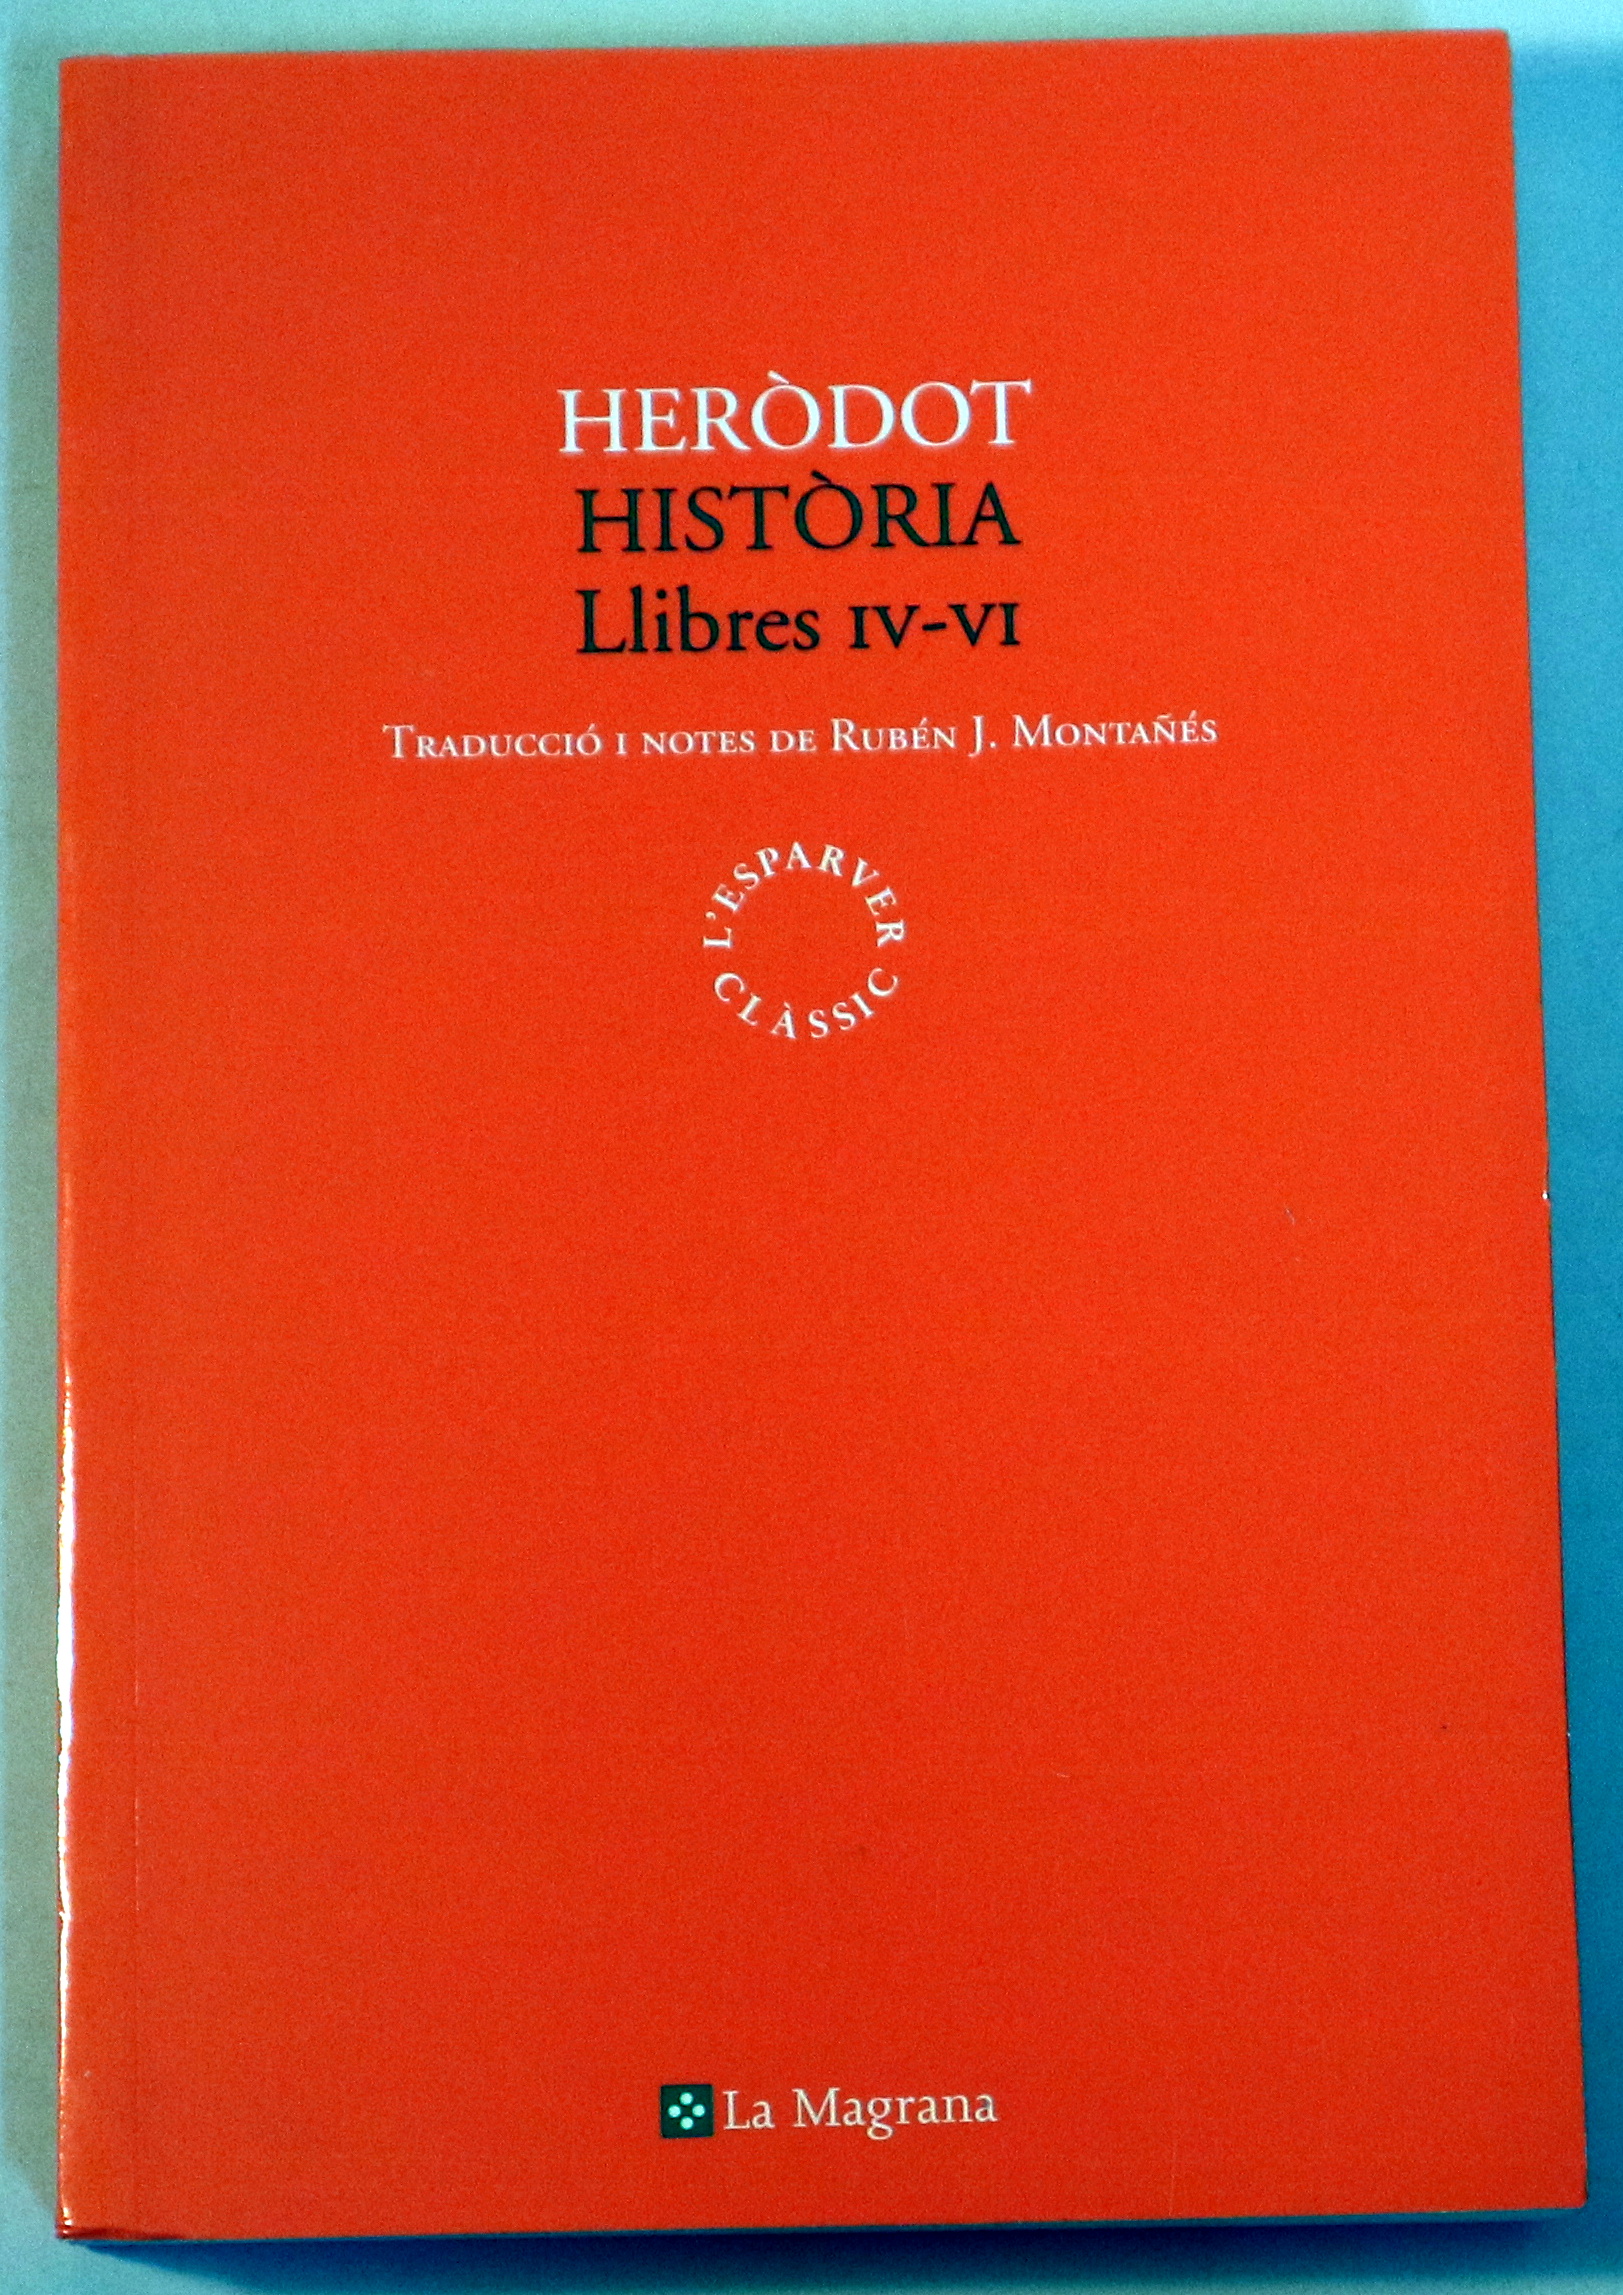 HERÒDOT
HISTÒRIA
Llibres IV-VI
Traducció i notes de Rubén J. Montañés
L'ESPARVER
CLÀSSIC
La Magrana